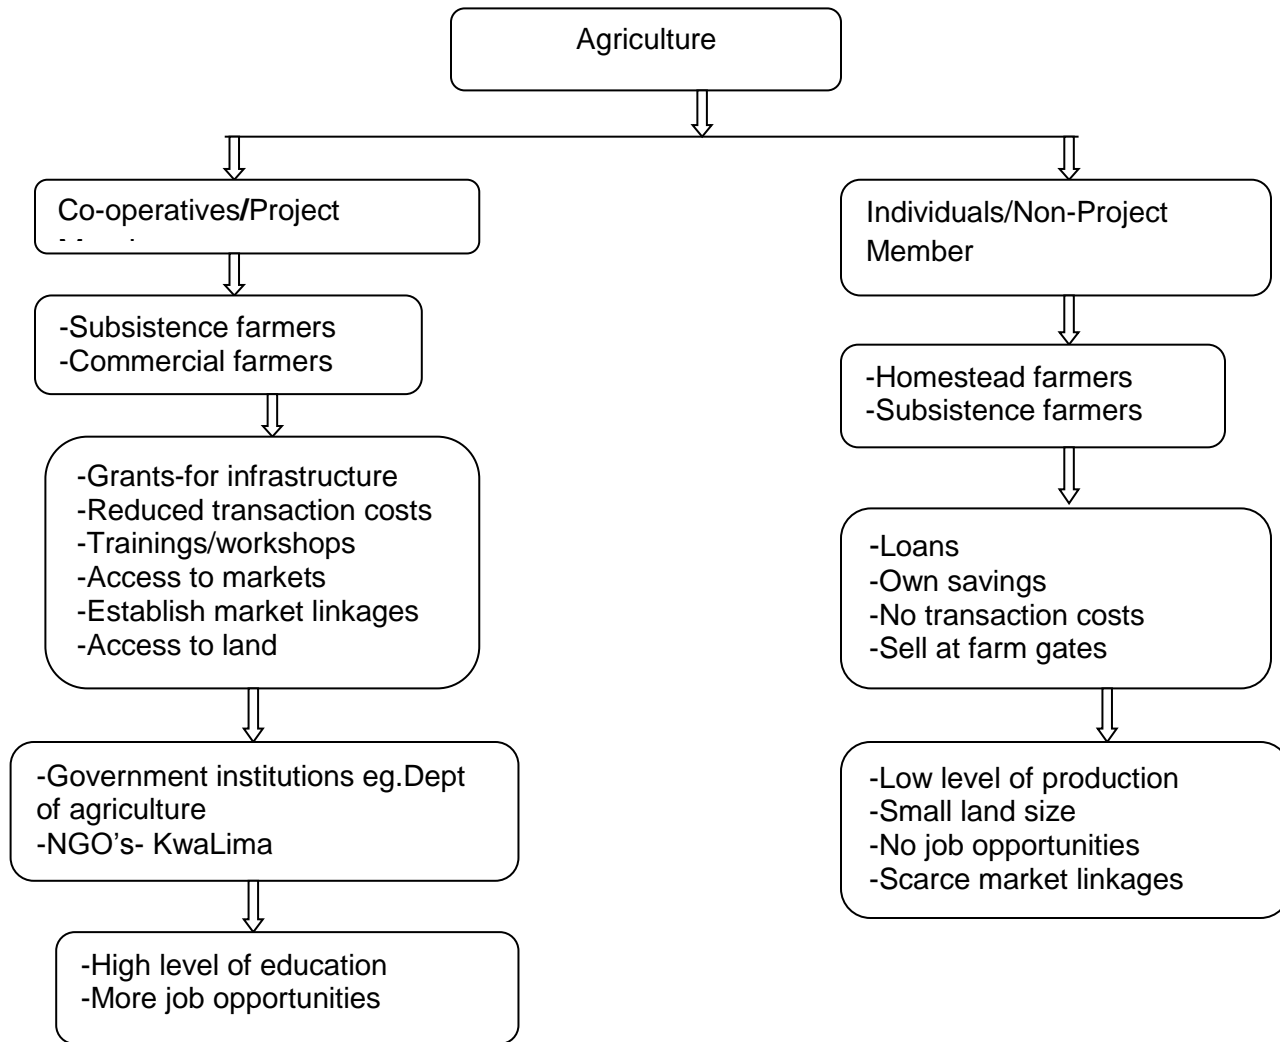 Agriculture
Co-operatives/Project
Individuals/Non-Project
Member
-Subsistence farmers
-Commercial farmers
-Homestead farmers
-Subsistence farmers
-Grants-for infrastructure
-Reduced transaction costs
-Trainings/workshops
-Access to markets
-Establish market linkages
-Access to land
-Loans
-Own savings
-No transaction costs
-Sell at farm gates
-Government institutions eg.Dept
of agriculture
-NGO’s- KwaLima
-Low level of production
-Small land size
-No job opportunities
-Scarce market linkages
-High level of education
-More job opportunities